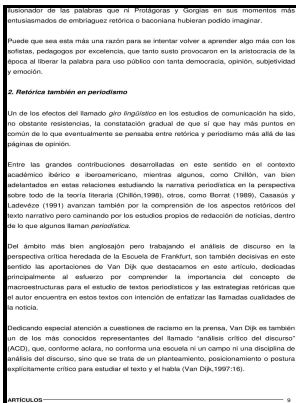 ilusionador de las palabras que ni Protágoras y Gorgias en sus momentos más
entusiasmados de embriaguez retórica o baconiana hubieran podido imaginar.
Puede que sea esta más una razón para se intentar volver a aprender algo más con los
sofistas, pedagogos por excelencia, que tanto susto provocaron en la aristocracia de la
época al liberar la palabra para uso público con tanta democracia, opinión, subjetividad
y emoción.
2. Retórica también en periodismo
Un de los efectos del llamado giro lingüístico en los estudios de comunicación ha sido,
no obstante resistencias, la constatación gradual de que sí que hay más puntos en
común de lo que eventualmente se pensaba entre retórica y periodismo más allá de las
páginas de opinión.
Entre las grandes contribuciones desarrolladas en este sentido en el contexto
académico ibérico e iberoamericano, mientras algunos, como Chillón, van bien
adelantados en estas relaciones estudiando la narrativa periodística en la perspectiva
sobre todo de la teoría literaria (Chillón,1998), otros, como Borrat (1989), Casasús y
Ladevéze (1991) avanzan también por la comprensión de los aspectos retóricos del
texto narrativo pero caminando por los estudios propios de redacción de noticias, dentro
de lo que algunos llaman periodística.
Del ámbito más bien anglosajón pero trabajando el análisis de discurso en la
perspectiva crítica heredada de la Escuela de Frankfurt, son también decisivas en este
sentido las aportaciones de Van Dijk que destacamos en este artículo, dedicadas
principalmente al esfuerzo por comprender la importancia del concepto de
macroestructuras para el estudio de textos periodísticos y las estrategias retóricas que
el autor encuentra en estos textos con intención de enfatizar las llamadas cualidades de
la noticia.
Dedicando especial atención a cuestiones de racismo en la prensa, Van Dijk es también
un de los más conocidos representantes del llamado "análisis crítico del discurso"
(ACD), que, conforme aclara, no conforma una escuela ni un campo ni una disciplina de
análisis del discurso, sino que se trata de un planteamiento, posicionamiento o postura
explícitamente crítico para estudiar el texto y el habla (Van Dijk,1997:16).
ARTÍCULOS 9